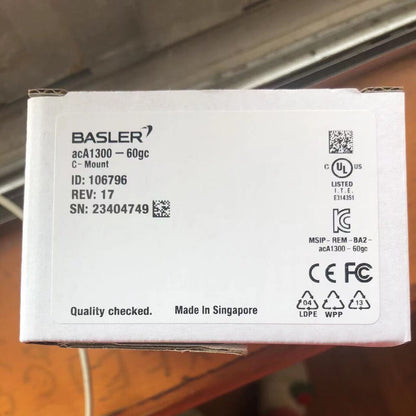 BASLER
acA1300 – 60gc
C- Mount
ID: 106796
REV: 17
SN: 23404749
C UL US
LISTED
I.T.E.
E314351
MSIP - REM - BA2-
acA1300 - 60gc
CE FC
04 13
LDPE WPP
Quality checked. Made In Singapore